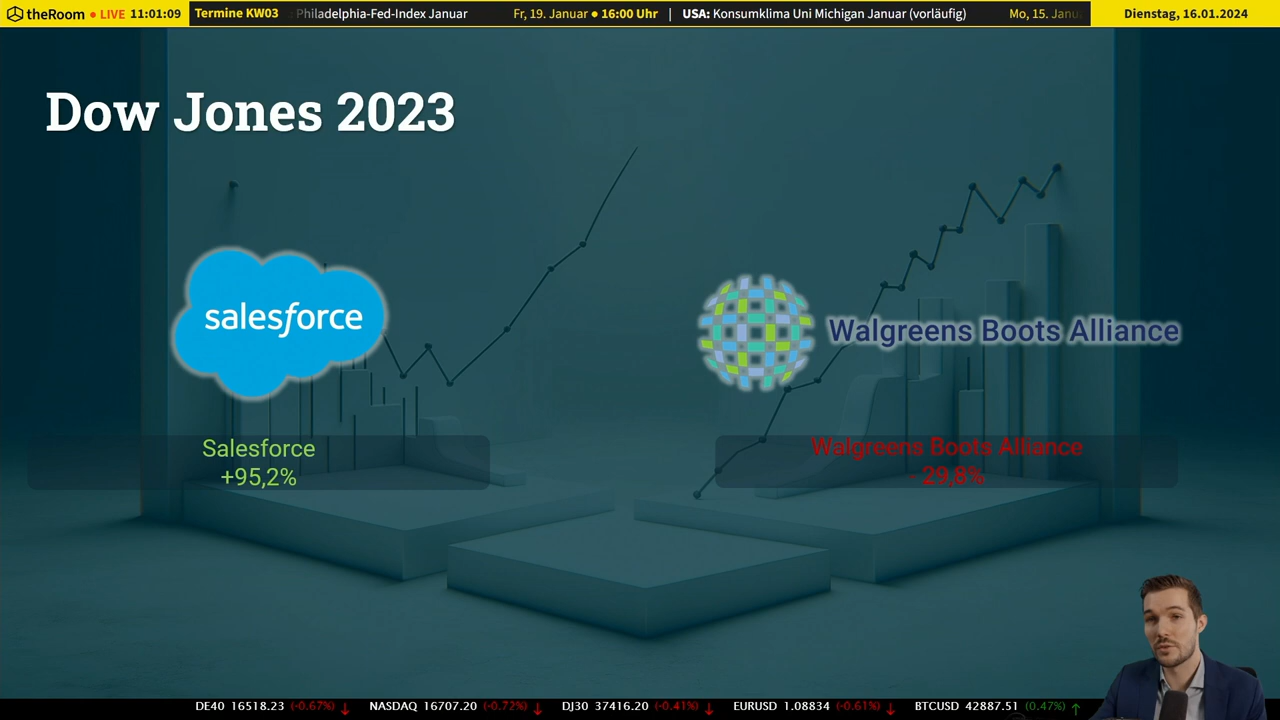 theRoom ● LIVE 11:01:09
Termine KW03
: Philadelphia-Fed-Index Januar Fr, 19. Januar ● 16:00 Uhr | USA: Konsumklima Uni Michigan Januar (vorläufig) Mo, 15. Janu
Dienstag, 16.01.2024
Dow Jones 2023
salesforce
Walgreens Boots Alliance
Salesforce
+95,2%
Walgreens Boots Alliance
- 29,8%
DE40 16518.23 (-0.67%) ↓ NASDAQ 16707.20 (-0.72%) ↓ DJ30 37416.20 (-0.41%) ↓ EURUSD 1.08834 (-0.61%) ↓ BTCUSD 42887.51 (0.47%) ↑